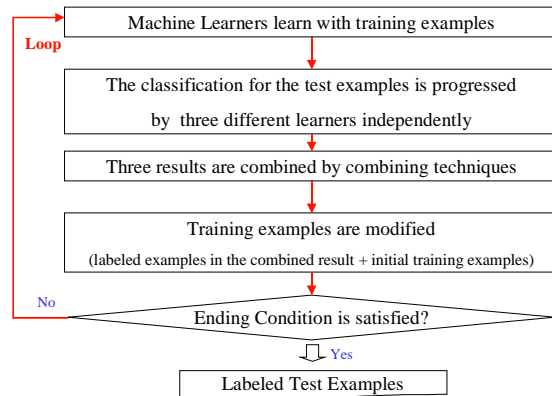 Machine Learners learn with training examples
Loop
The classification for the test examples is progressed
by three different learners independently
Three results are combined by combining techniques
Training examples are modified
(labeled examples in the combined result + initial training examples)
No
Ending Condition is satisfied?
Yes
Labeled Test Examples